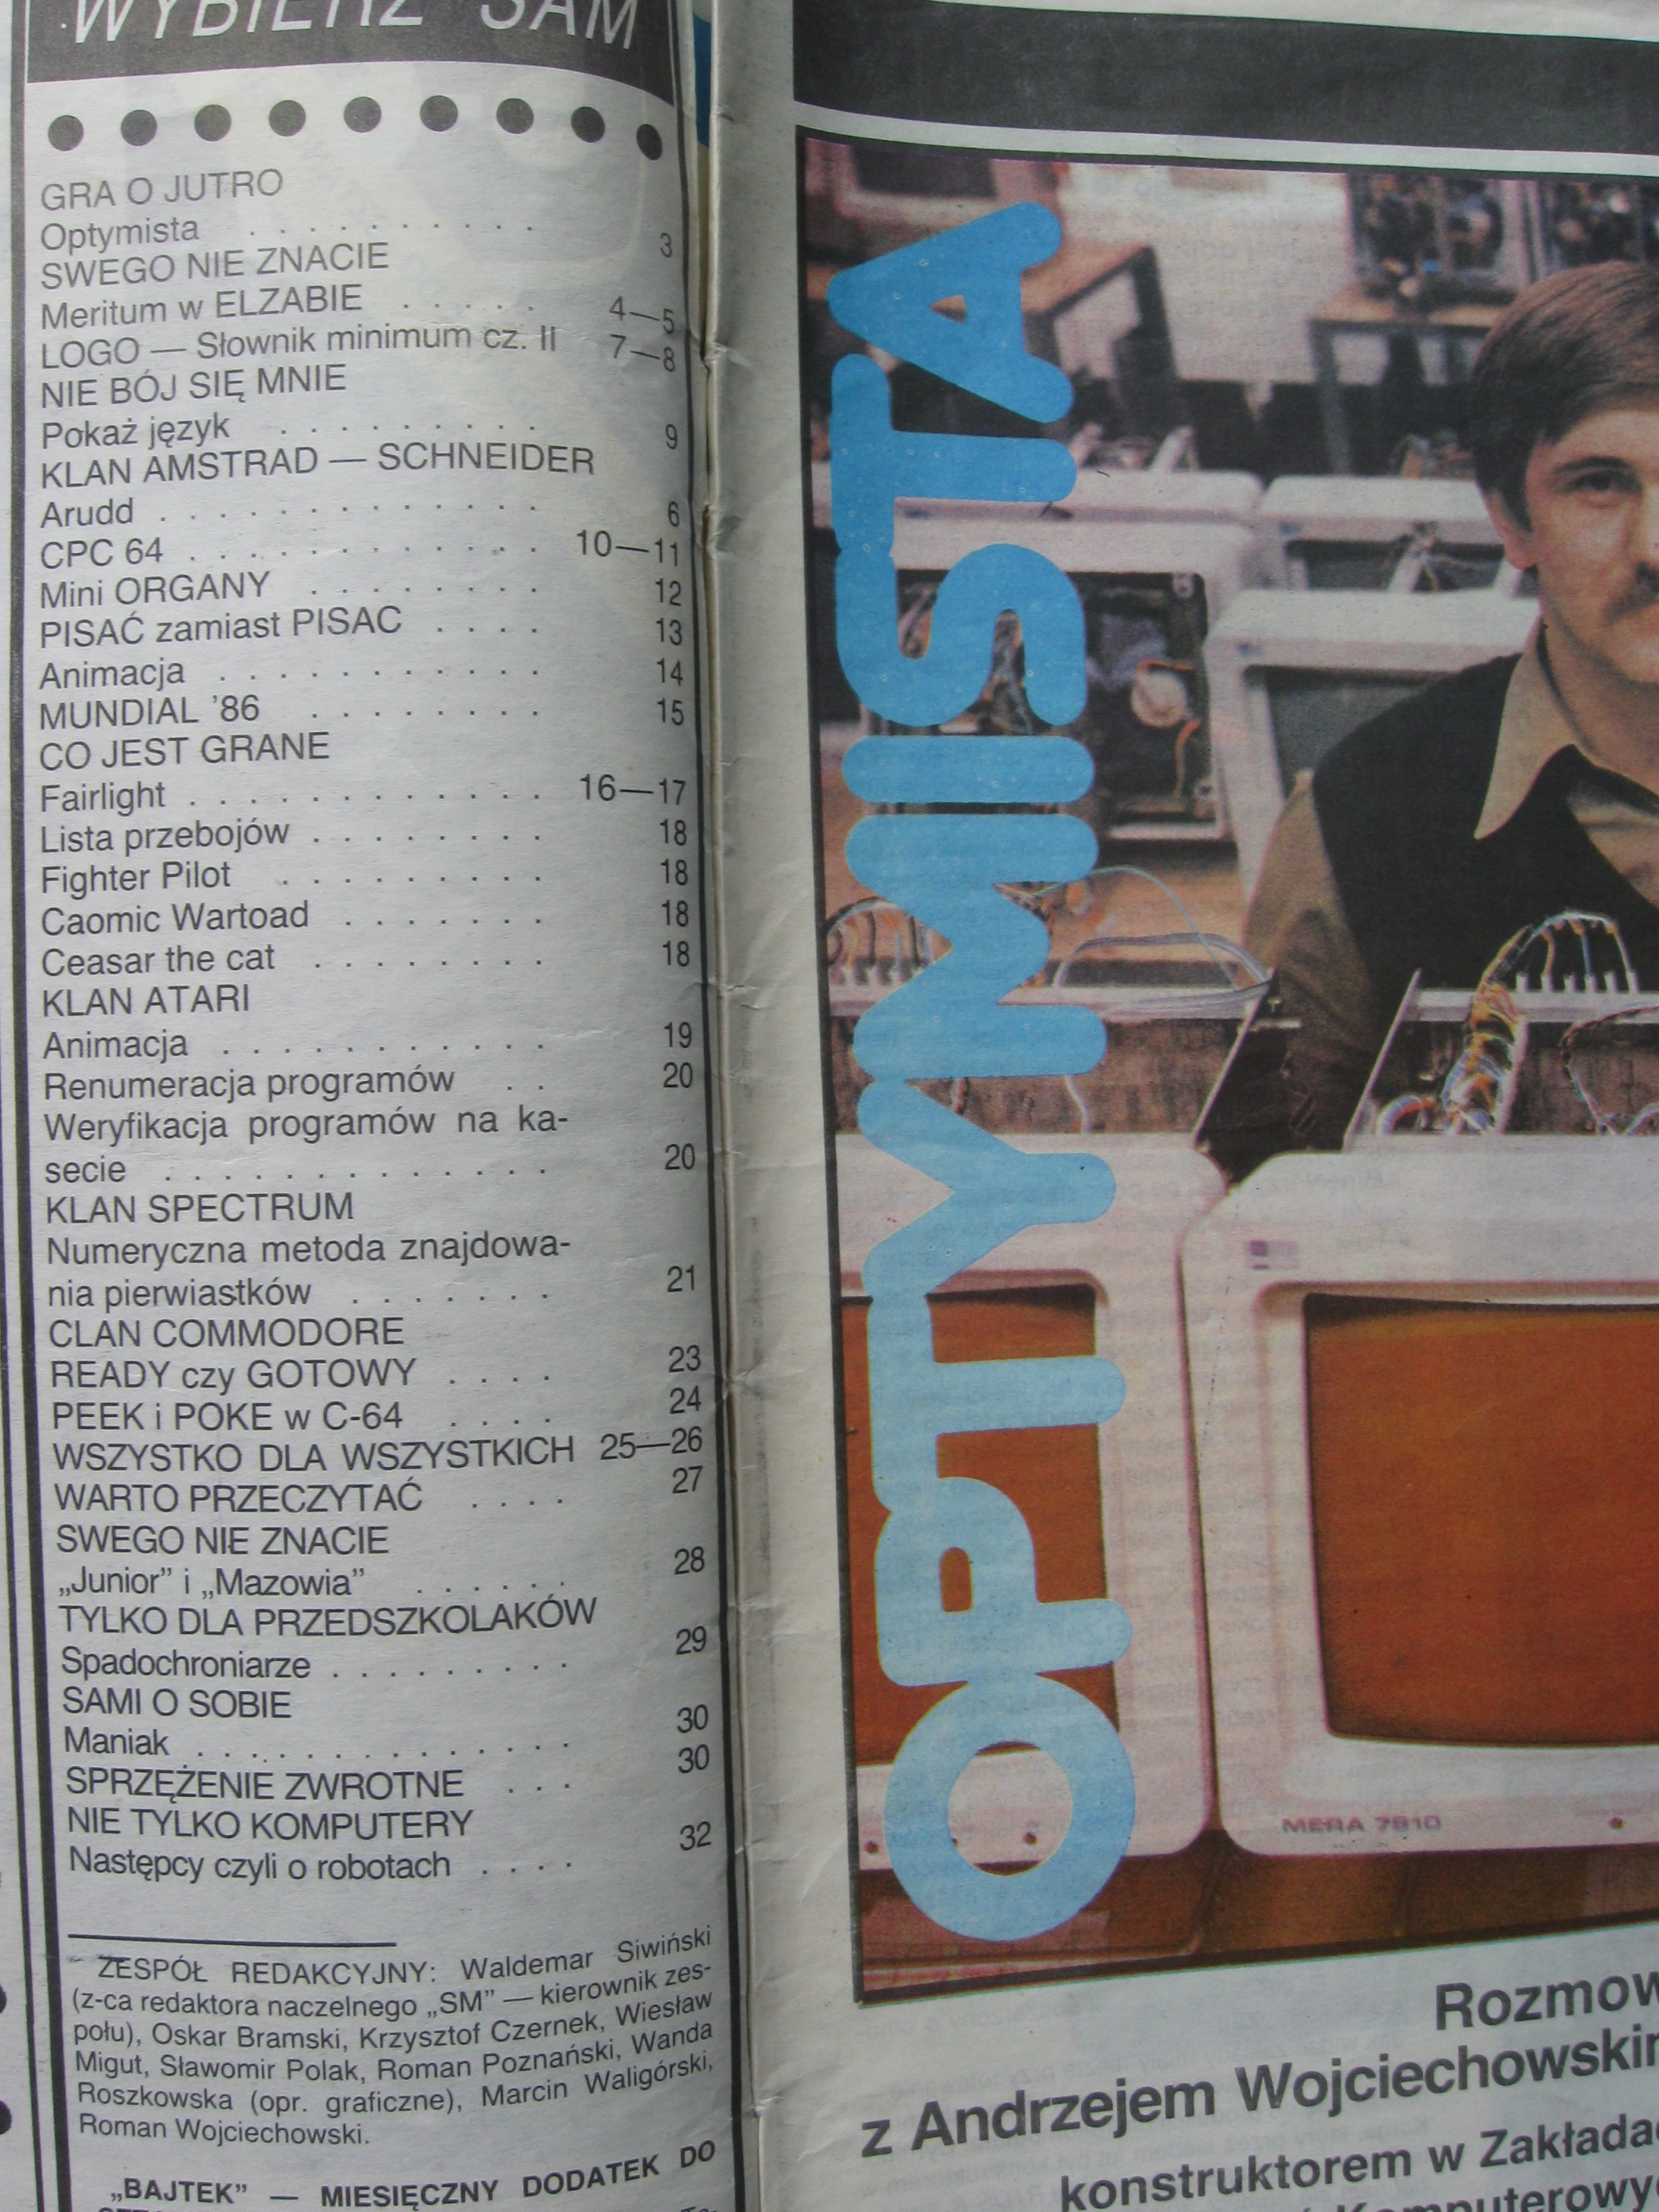 WYBIERZ SAM
GRA O JUTRO
Optymista . . . . . . . . . . 3
SWEGO NIE ZNACIE
Meritum w ELZABIE . . . . . 4—5
LOGO — Słownik minimum cz. II 7—8
NIE BÓJ SIĘ MNIE
Pokaż język . . . . . . . . . 9
KLAN AMSTRAD — SCHNEIDER
Arudd . . . . . . . . . . . . . 6
CPC 64 . . . . . . . . . . . . 10—11
Mini ORGANY . . . . . . . . 12
PISAĆ zamiast PISAC . . . . 13
Animacja . . . . . . . . . . . 14
MUNDIAL '86 . . . . . . . . 15
CO JEST GRANE
Fairlight . . . . . . . . . . . . 16—17
Lista przebojów . . . . . . . . 18
Fighter Pilot . . . . . . . . . 18
Caomic Wartoad . . . . . . . 18
Ceasar the cat . . . . . . . . 18
KLAN ATARI
Animacja . . . . . . . . . . . 19
Renumeracja programów . . 20
Weryfikacja programów na ka-
secie . . . . . . . . . . . . . 20
KLAN SPECTRUM
Numeryczna metoda znajdowa-
nia pierwiastków . . . . . . . 21
CLAN COMMODORE
READY czy GOTOWY . . . . 23
PEEK i POKE w C-64 . . . . 24
WSZYSTKO DLA WSZYSTKICH 25—26
WARTO PRZECZYTAĆ . . . . 27
SWEGO NIE ZNACIE
„Junior” i „Mazowia” . . . . . . 28
TYLKO DLA PRZEDSZKOLAKÓW
Spadochroniarze . . . . . . . . . 29
SAMI O SOBIE
Maniak . . . . . . . . . . . . . . 30
SPRZĘŻENIE ZWROTNE . . . 30
NIE TYLKO KOMPUTERY
Następcy czyli o robotach . . . . 32
ZESPÓŁ REDAKCYJNY: Waldemar Siwiński
(z-ca redaktora naczelnego „SM” — kierownik zes-
połu), Oskar Bramski, Krzysztof Czernek, Wiesław
Migut, Sławomir Polak, Roman Poznański, Wanda
Roszkowska (opr. graficzne), Marcin Waligórski,
Roman Wojciechowski.
„BAJTEK” — MIESIĘCZNY DODATEK DO
OPTYMISTA
MERA 7910
Rozmow
z Andrzejem Wojciechowskim
konstruktorem w Zakłada
Komputerowyc